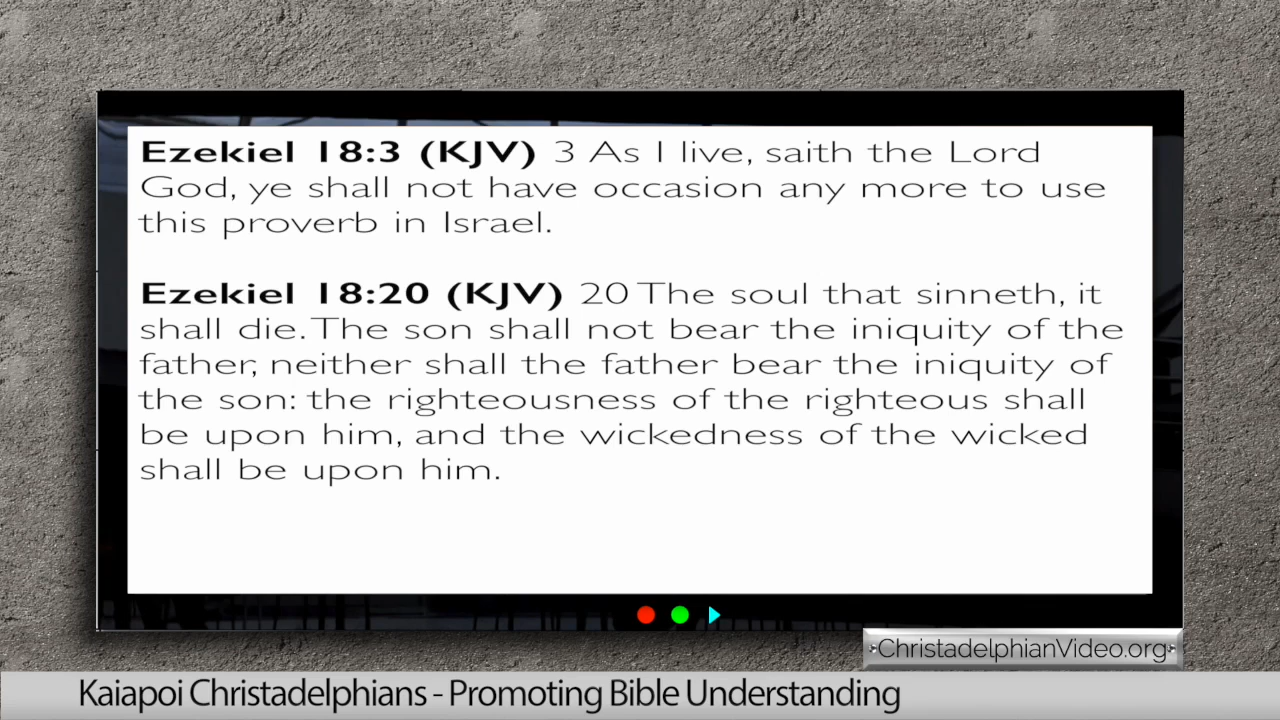 Ezekiel 18:3 (KJV) 3 As I live, saith the Lord
God, ye shall not have occasion any more to use
this proverb in Israel.
Ezekiel 18:20 (KJV) 20 The soul that sinneth, it
shall die. The son shall not bear the iniquity of the
father, neither shall the father bear the iniquity of
the son: the righteousness of the righteous shall
be upon him, and the wickedness of the wicked
shall be upon him.
ChristadelphianVideo.org
Kaiapoi Christadelphians - Promoting Bible Understanding